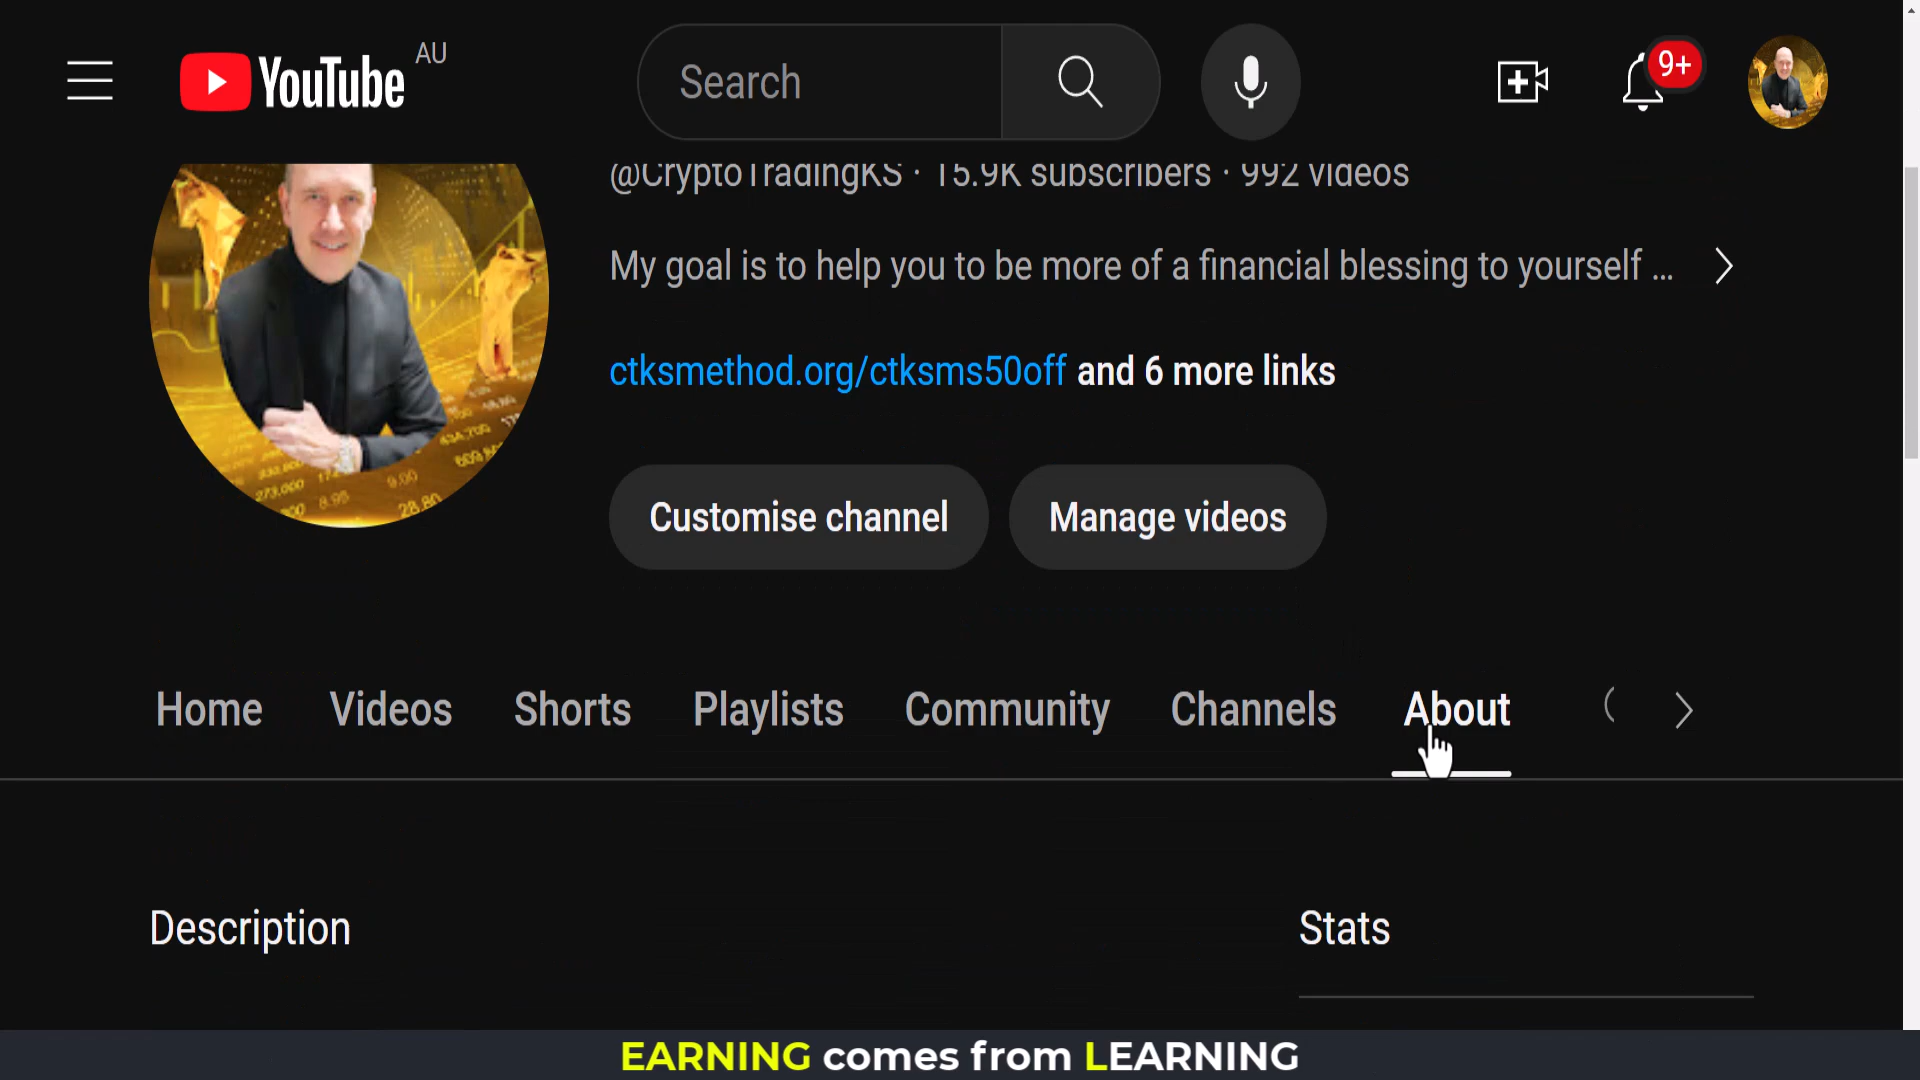 YouTube AU
Search
9+
@CryptoTradingKS · 15.9K subscribers · 992 videos
My goal is to help you to be more of a financial blessing to yourself ...
ctksmethod.org/ctksms50off and 6 more links
Customise channel
Manage videos
Home
Videos
Shorts
Playlists
Community
Channels
About
Description
Stats
EARNING comes from LEARNING